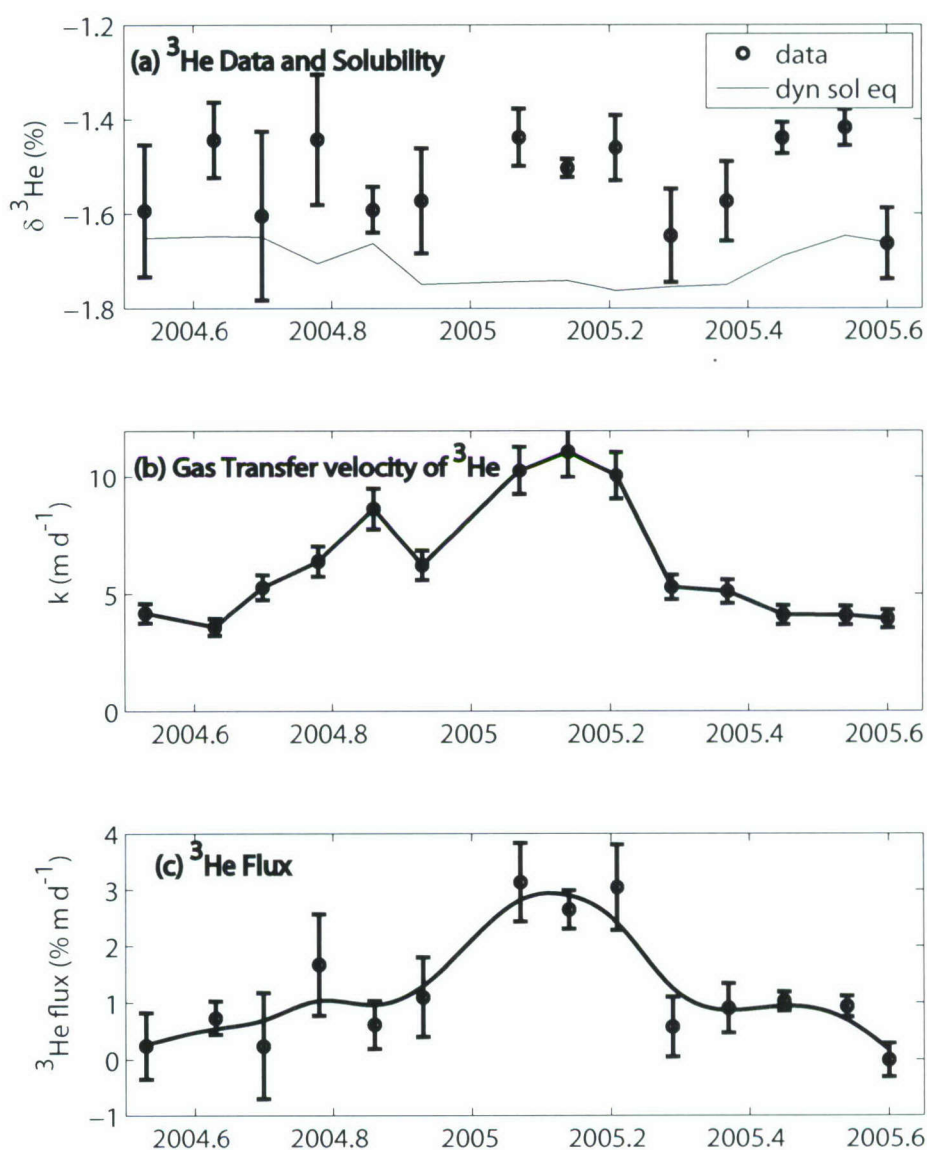 −1.2
(a) ³He Data and Solubility
data
dyn sol eq
−1.4
−1.6
−1.8
δ ³He (%)
2004.6 2004.8 2005 2005.2 2005.4 2005.6
(b) Gas Transfer velocity of ³He
10
5
0
k (m d⁻¹)
2004.6 2004.8 2005 2005.2 2005.4 2005.6
4
(c) ³He Flux
3
2
1
0
−1
³He flux (% m d⁻¹)
2004.6 2004.8 2005 2005.2 2005.4 2005.6